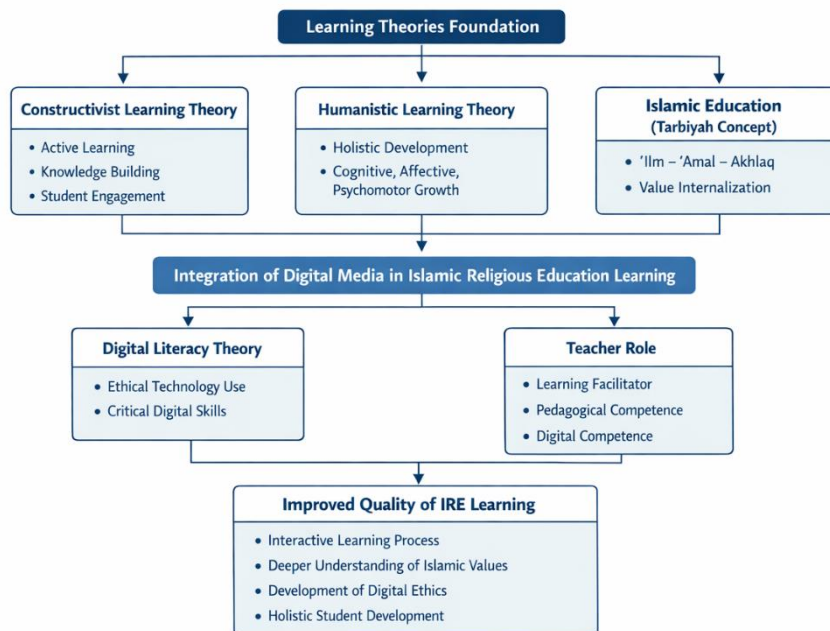 Learning Theories Foundation
Constructivist Learning Theory
• Active Learning
• Knowledge Building
• Student Engagement
Humanistic Learning Theory
• Holistic Development
• Cognitive, Affective,
Psychomotor Growth
Islamic Education
(Tarbiyah Concept)
• 'Ilm – 'Amal – Akhlaq
• Value Internalization
Integration of Digital Media in Islamic Religious Education Learning
Digital Literacy Theory
• Ethical Technology Use
• Critical Digital Skills
Teacher Role
• Learning Facilitator
• Pedagogical Competence
• Digital Competence
Improved Quality of IRE Learning
• Interactive Learning Process
• Deeper Understanding of Islamic Values
• Development of Digital Ethics
• Holistic Student Development